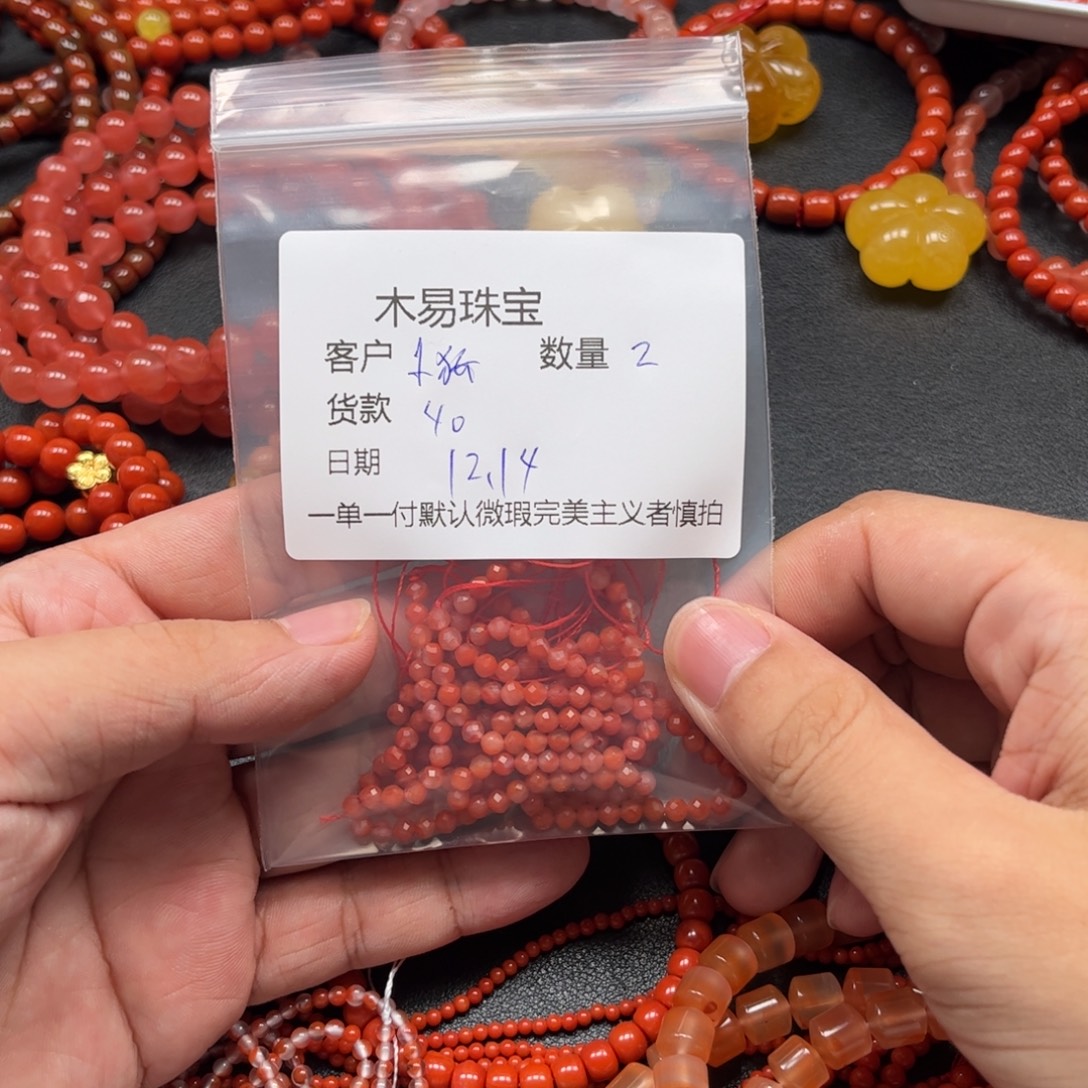 木易珠宝
客户 数量 2
货款 40
日期 12.14
一单一付默认微瑕完美主义者慎拍